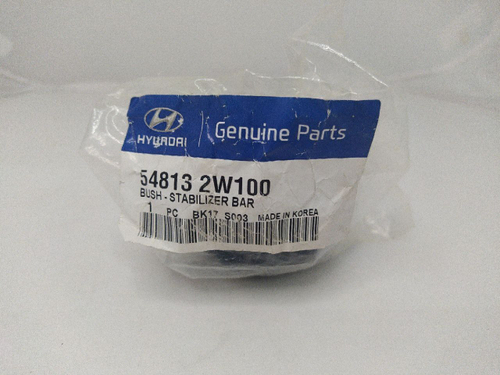 HYUNDAI
Genuine Parts
54813 2W100
BUSH - STABILIZER BAR
1 PC BK17 S003 MADE IN KOREA